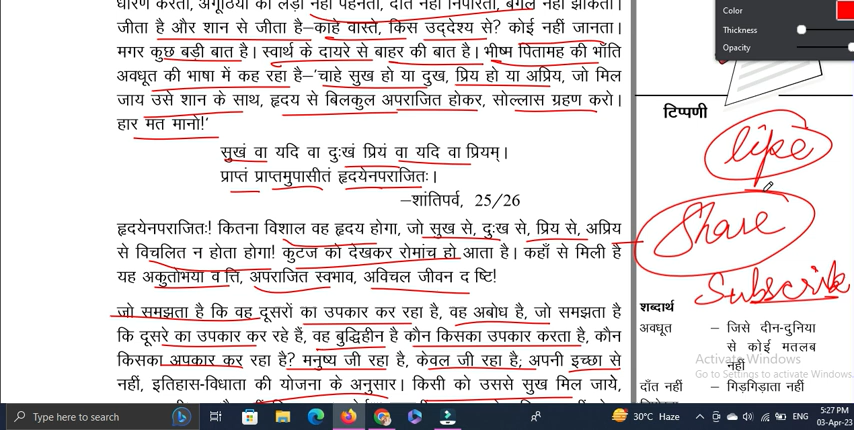 धारण करता, अंगूठियों की लड़ी नहीं पहनता, दाँत नहीं निपोरता, बगलें नहीं झाँकता।
जीता है और शान से जीता है—काहे वास्ते, किस उद्देश्य से? कोई नहीं जानता।
मगर कुछ बड़ी बात है। स्वार्थ के दायरे से बाहर की बात है। भीष्म पितामह की भाँति
अवधूत की भाषा में कह रहा है—'चाहे सुख हो या दुख, प्रिय हो या अप्रिय, जो मिल
जाय उसे शान के साथ, हृदय से बिलकुल अपराजित होकर, सोल्लास ग्रहण करो।
हार मत मानो!'
सुखं वा यदि वा दुःखं प्रियं वा यदि वा प्रियम्।
प्राप्तं प्राप्तमुपासीतं हृदयेनपराजितः।
—शांतिपर्व, 25/26
हृदयेनपराजितः! कितना विशाल वह हृदय होगा, जो सुख से, दुःख से, प्रिय से, अप्रिय
से विचलित न होता होगा! कुटज को देखकर रोमांच हो आता है। कहाँ से मिली है
यह अकुतोभया व त्ति, अपराजित स्वभाव, अविचल जीवन द ष्टि!
जो समझता है कि वह दूसरों का उपकार कर रहा है, वह अबोध है, जो समझता है
कि दूसरे का उपकार कर रहे हैं, वह बुद्धिहीन है कौन किसका उपकार करता है, कौन
किसका अपकार कर रहा है? मनुष्य जी रहा है, केवल जी रहा है; अपनी इच्छा से
नहीं, इतिहास-विधाता की योजना के अनुसार। किसी को उससे सुख मिल जाये,
Color
Thickness
Opacity
टिप्पणी
like
Share
Subscribe
शब्दार्थ
अवधूत – जिसे दीन-दुनिया
से कोई मतलब
नहीं
दाँत नहीं – गिड़गिड़ाता नहीं
Activate Windows
Go to Settings to activate Windows.
Type here to search
30°C Haze
ENG
5:27 PM
03-Apr-23